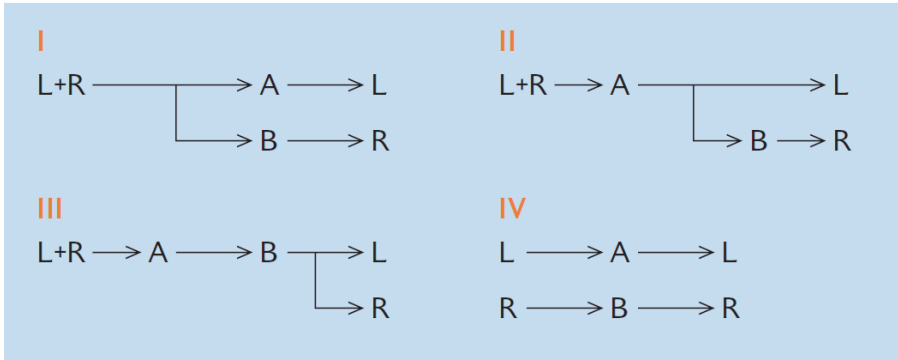 I
L+R A L
B R
II
L+R A L
B R
III
L+R A B L
R
IV
L A L
R B R